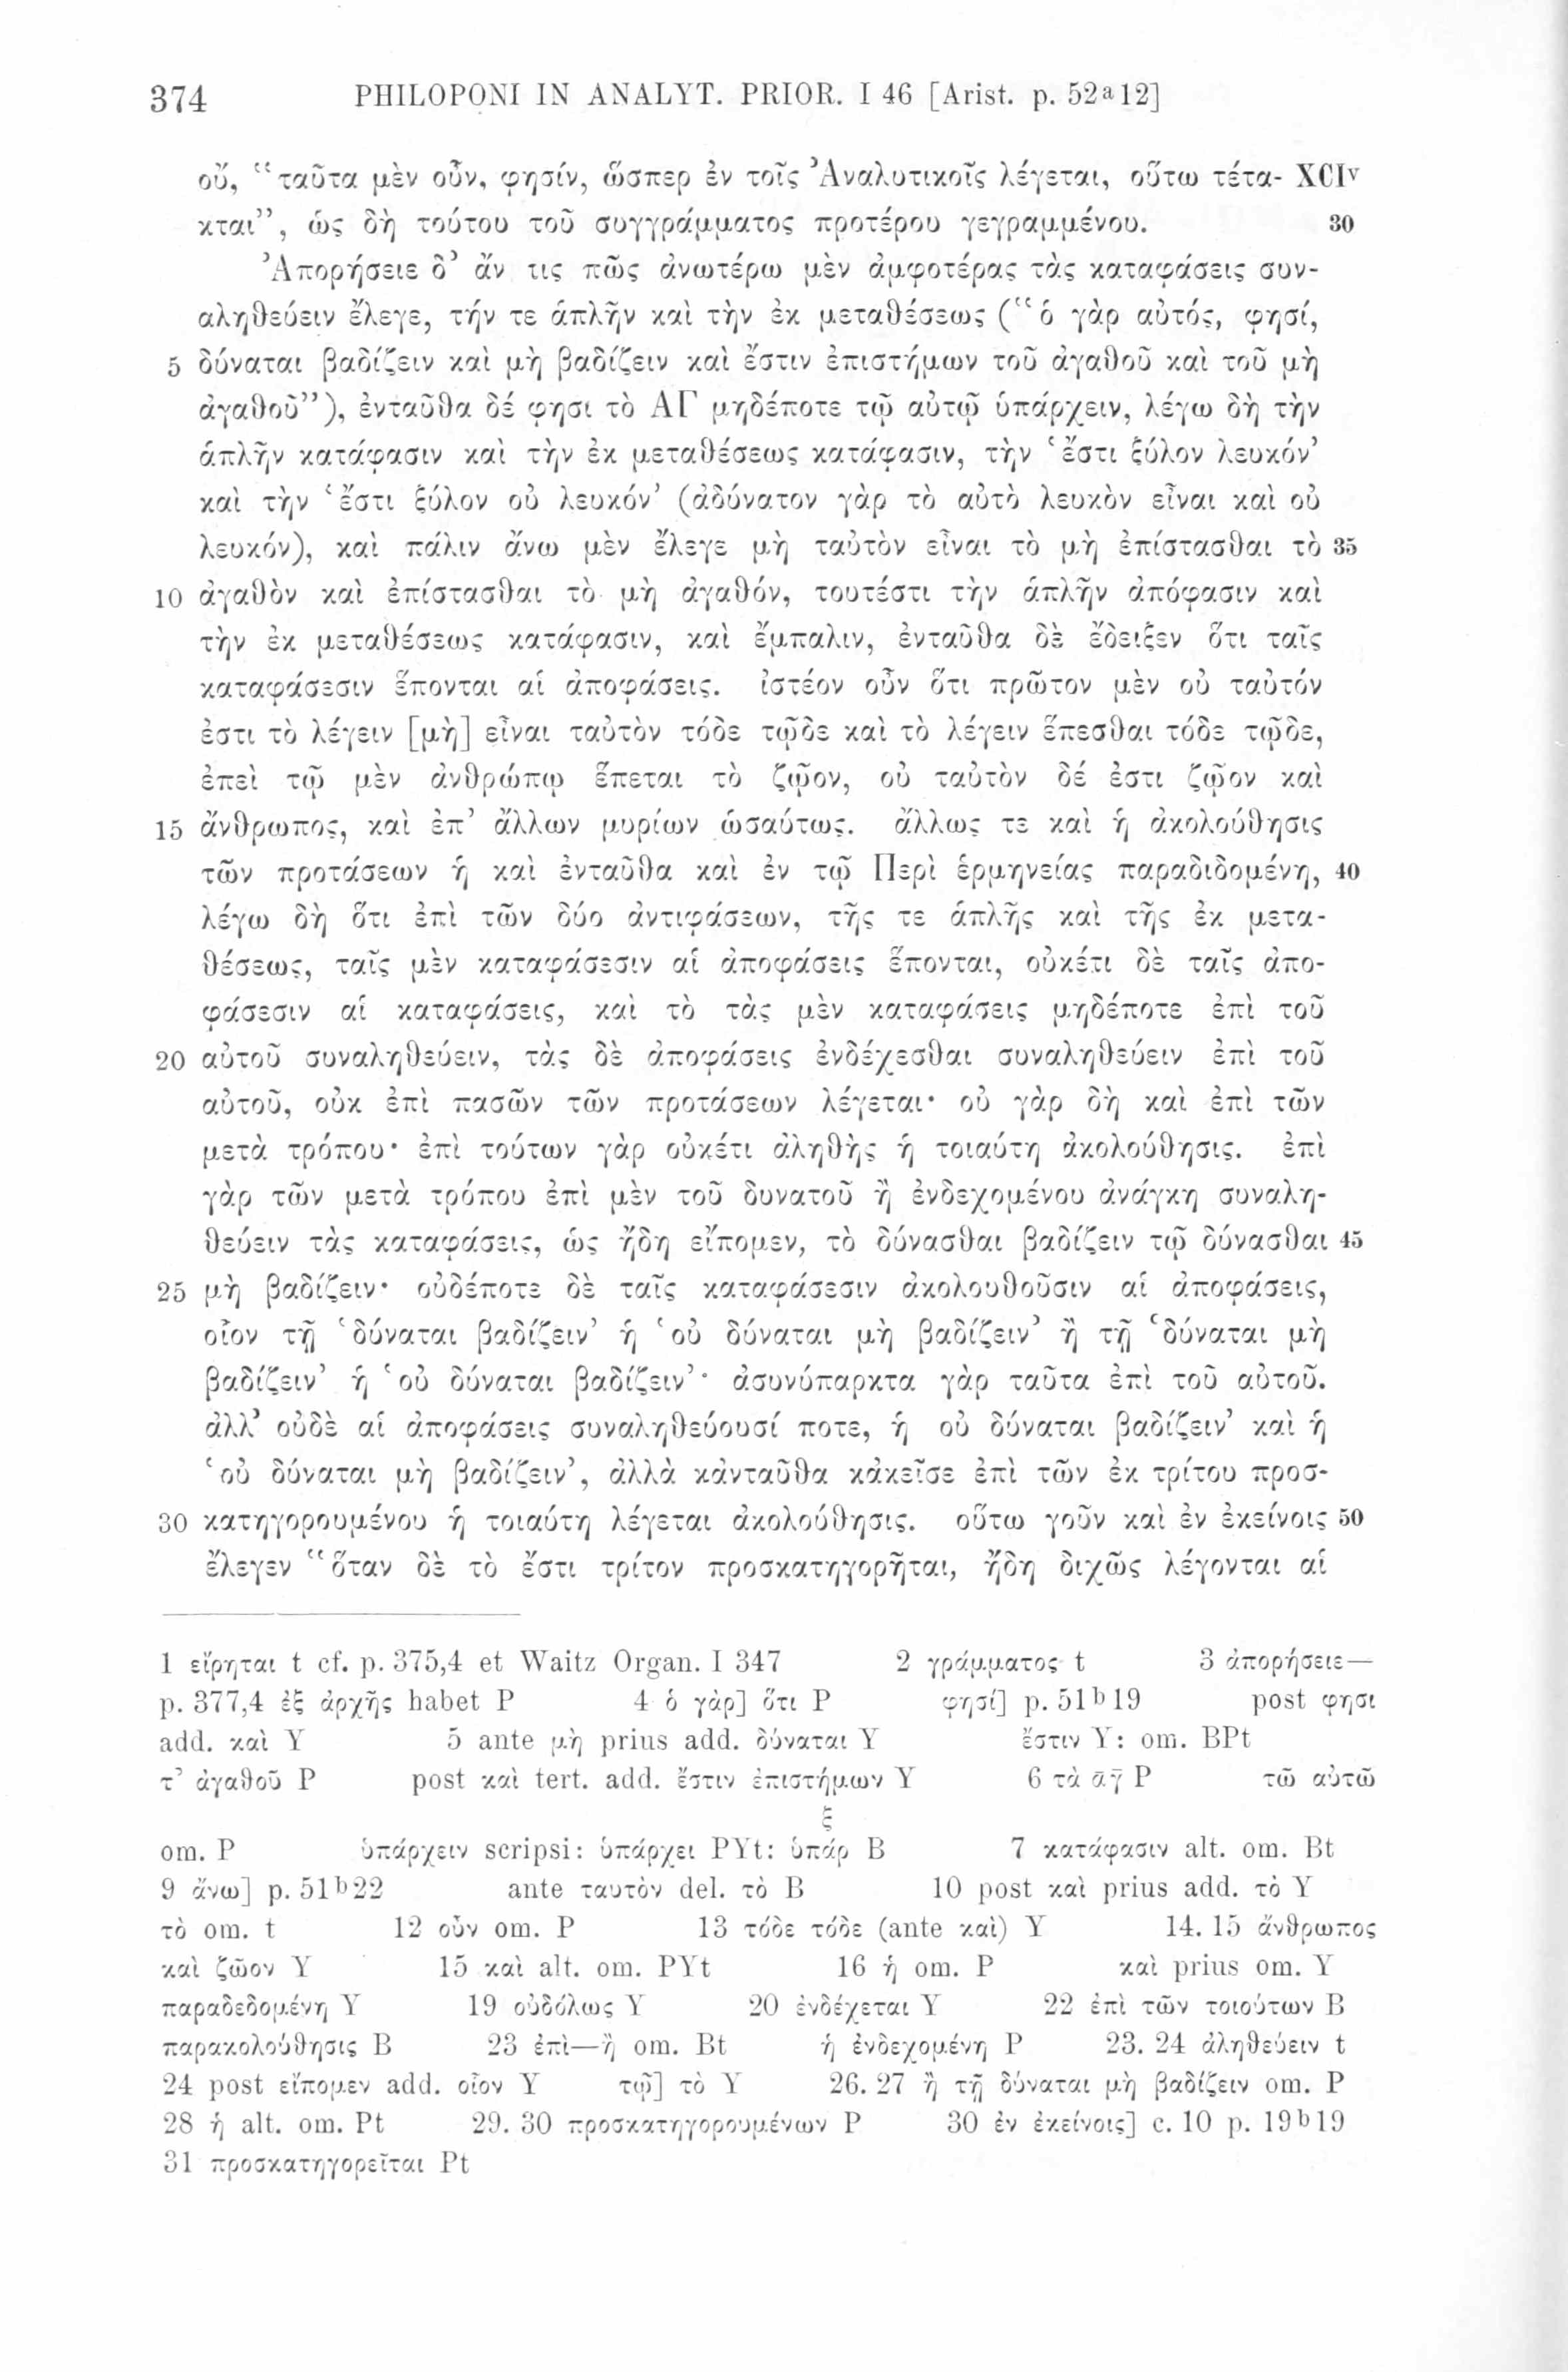 374 PHILOPONI IN ANALYT. PRIOR. I 46 [Arist. p. 52ª12]
οὔ, “ταῦτα μὲν οὖν, φησίν, ὥσπερ ἐν τοῖς Ἀναλυτικοῖς λέγεται, οὕτω τέτα- XCIᵛ
κται”, ὡς δὴ τούτου τοῦ συγγράμματος προτέρου γεγραμμένου. 30
Ἀπορήσειε δ’ ἄν τις πῶς ἀνωτέρω μὲν ἀμφοτέρας τὰς καταφάσεις συν-
αληθεύειν ἔλεγε, τήν τε ἁπλῆν καὶ τὴν ἐκ μεταθέσεως (“ὁ γὰρ αὐτός, φησί,
5 δύναται βαδίζειν καὶ μὴ βαδίζειν καὶ ἔστιν ἐπιστήμων τοῦ ἀγαθοῦ καὶ τοῦ μὴ
ἀγαθοῦ”), ἐνταῦθα δέ φησι τὸ ΑΓ μηδέποτε τῷ αὐτῷ ὑπάρχειν, λέγω δὴ τὴν
ἁπλῆν κατάφασιν καὶ τὴν ἐκ μεταθέσεως κατάφασιν, τὴν ‘ἔστι ξύλον λευκόν’
καὶ τὴν ‘ἔστι ξύλον οὐ λευκόν’ (ἀδύνατον γὰρ τὸ αὐτὸ λευκὸν εἶναι καὶ οὐ
λευκόν), καὶ πάλιν ἄνω μὲν ἔλεγε μὴ ταὐτὸν εἶναι τὸ μὴ ἐπίστασθαι τὸ 35
10 ἀγαθὸν καὶ ἐπίστασθαι τὸ μὴ ἀγαθόν, τουτέστι τὴν ἁπλῆν ἀπόφασιν καὶ
τὴν ἐκ μεταθέσεως κατάφασιν, καὶ ἔμπαλιν, ἐνταῦθα δὲ ἔδειξεν ὅτι ταῖς
καταφάσεσιν ἕπονται αἱ ἀποφάσεις. ἰστέον οὖν ὅτι πρῶτον μὲν οὐ ταὐτόν
ἐστι τὸ λέγειν [μὴ] εἶναι ταὐτὸν τόδε τῷδε καὶ τὸ λέγειν ἕπεσθαι τόδε τῷδε,
ἐπεὶ τῷ μὲν ἀνθρώπῳ ἕπεται τὸ ζῷον, οὐ ταὐτὸν δέ ἐστι ζῷον καὶ
15 ἄνθρωπος, καὶ ἐπ’ ἄλλων μυρίων ὡσαύτως. ἄλλως τε καὶ ἡ ἀκολούθησις
τῶν προτάσεων ἡ καὶ ἐνταῦθα καὶ ἐν τῷ Περὶ ἑρμηνείας παραδιδομένη, 40
λέγω δὴ ὅτι ἐπὶ τῶν δύο ἀντιφάσεων, τῆς τε ἁπλῆς καὶ τῆς ἐκ μετα-
θέσεως, ταῖς μὲν καταφάσεσιν αἱ ἀποφάσεις ἕπονται, οὐκέτι δὲ ταῖς ἀπο-
φάσεσιν αἱ καταφάσεις, καὶ τὸ τὰς μὲν καταφάσεις μηδέποτε ἐπὶ τοῦ
20 αὐτοῦ συναληθεύειν, τὰς δὲ ἀποφάσεις ἐνδέχεσθαι συναληθεύειν ἐπὶ τοῦ
αὐτοῦ, οὐκ ἐπὶ πασῶν τῶν προτάσεων λέγεται· οὐ γὰρ δὴ καὶ ἐπὶ τῶν
μετὰ τρόπου· ἐπὶ τούτων γὰρ οὐκέτι ἀληθὴς ἡ τοιαύτη ἀκολούθησις. ἐπὶ
γὰρ τῶν μετὰ τρόπου ἐπὶ μὲν τοῦ δυνατοῦ ἢ ἐνδεχομένου ἀνάγκη συναλη-
θεύειν τὰς καταφάσεις, ὡς ἤδη εἴπομεν, τὸ δύνασθαι βαδίζειν τῷ δύνασθαι 45
25 μὴ βαδίζειν· οὐδέποτε δὲ ταῖς καταφάσεσιν ἀκολουθοῦσιν αἱ ἀποφάσεις,
οἷον τῇ ‘δύναται βαδίζειν’ ἡ ‘οὐ δύναται μὴ βαδίζειν’ ἢ τῇ ‘δύναται μὴ
βαδίζειν’ ἡ ‘οὐ δύναται βαδίζειν’· ἀσυνύπαρκτα γὰρ ταῦτα ἐπὶ τοῦ αὐτοῦ.
ἀλλ’ οὐδὲ αἱ ἀποφάσεις συναληθεύουσί ποτε, ἡ οὐ δύναται βαδίζειν’ καὶ ἡ
‘οὐ δύναται μὴ βαδίζειν’, ἀλλὰ κἀνταῦθα κἀκεῖσε ἐπὶ τῶν ἐκ τρίτου προσ-
30 κατηγορουμένου ἡ τοιαύτη λέγεται ἀκολούθησις. οὕτω γοῦν καὶ ἐν ἐκείνοις 50
ἔλεγεν “ὅταν δὲ τὸ ἔστι τρίτον προσκατηγορῆται, ἤδη διχῶς λέγονται αἱ
1 εἴρηται t cf. p. 375,4 et Waitz Organ. I 347 2 γράμματος t 3 ἀπορήσειε—
p. 377,4 ἐξ ἀρχῆς habet P 4 ὁ γὰρ] ὅτι P φησί] p. 51ᵇ19 post φησι
add. καὶ Y 5 ante μὴ prius add. δύναται Y ἔστιν Y: om. BPt
τ’ ἀγαθοῦ P post καὶ tert. add. ἔστιν ἐπιστήμων Y 6 τὰ α̅γ̅ P τῶ αὐτῶ
ξ
om. P ὑπάρχειν scripsi: ὑπάρχει PYt: ὑπάρ B 7 κατάφασιν alt. om. Bt
9 ἄνω] p. 51ᵇ22 ante ταυτὸν del. τὸ B 10 post καὶ prius add. τὸ Y
τὸ om. t 12 οὖν om. P 13 τόδε τόδε (ante καὶ) Y 14. 15 ἄνθρωπος
καὶ ζῶον Y 15 καὶ alt. om. PYt 16 ἡ om. P καὶ prius om. Y
παραδεδομένη Y 19 οὐδόλως Y 20 ἐνδέχεται Y 22 ἐπὶ τῶν τοιούτων B
παρακολούθησις B 23 ἐπὶ—ἢ om. Bt ἡ ἐνδεχομένη P 23. 24 ἀληθεύειν t
24 post εἴπομεν add. οἷον Y τῷ] τὸ Y 26. 27 ἢ τῇ δύναται μὴ βαδίζειν om. P
28 ἡ alt. om. Pt 29. 30 προσκατηγορουμένων P 30 ἐν ἐκείνοις] c. 10 p. 19ᵇ19
31 προσκατηγορεῖται Pt